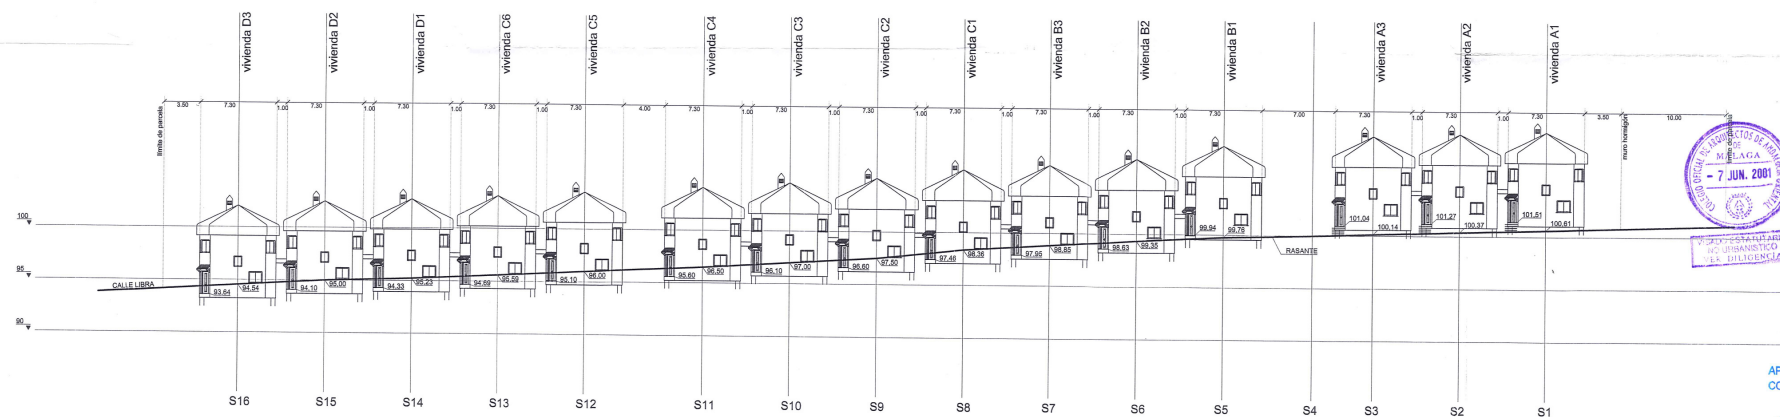 vivienda D3
vivienda D2
vivienda D1
vivienda C6
vivienda C5
vivienda C4
vivienda C3
vivienda C2
vivienda C1
vivienda B3
vivienda B2
vivienda B1
vivienda A3
vivienda A2
vivienda A1
3.50 7.30 1.00 7.30 1.00 7.30 1.00 7.30 1.00 7.30 4.00 7.30 1.00 7.30 1.00 7.30 1.00 7.30 1.00 7.30 1.00 7.30 1.00 7.30 7.00 7.30 1.00 7.30 1.00 7.30 3.50 10.00
limite de parcela
muro hormigon
100
95
90
CALLE LIBRA
RASANTE
93.64 94.54
94.10 95.00
94.33 95.23
94.69 95.59
95.10 96.00
95.60 96.50
96.10 97.00
96.60 97.50
97.46 98.36
97.95 98.85
98.63 99.35
99.94 99.76
101.04 100.14
101.27 100.37
101.51 100.61
S16 S15 S14 S13 S12 S11 S10 S9 S8 S7 S6 S5 S4 S3 S2 S1
MALAGA
- 7 JUN. 2001
VER DILIGENCIA